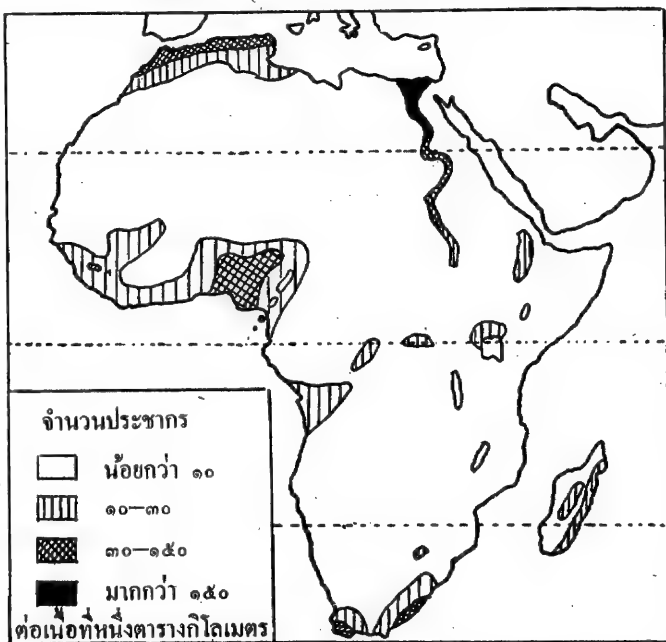 จำนวนประชากร
น้อยกว่า ๑๐
๑๐—๓๐
๓๐—๑๕๐
มากกว่า ๑๕๐
ต่อเนื้อที่หนึ่งตารางกิโลเมตร